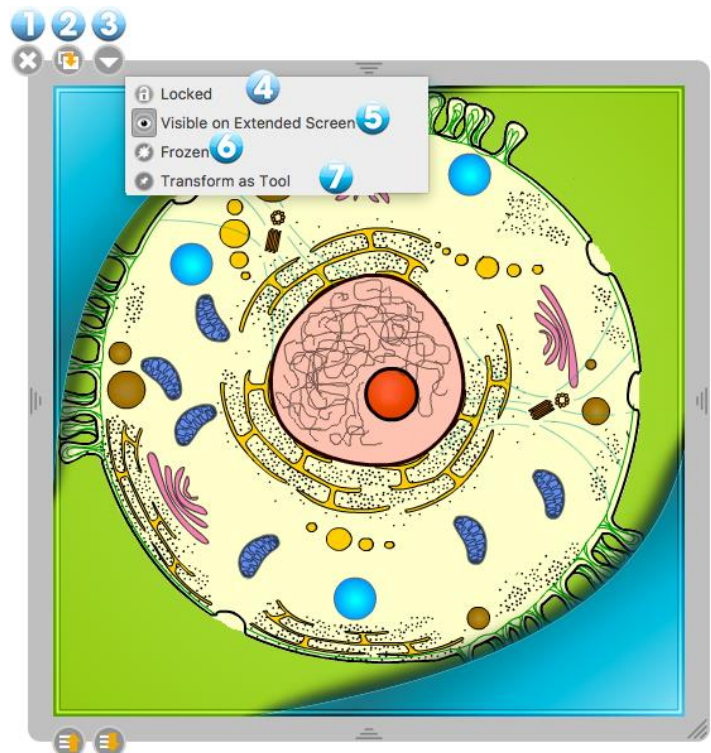 1 2 3
Locked 4
Visible on Extended Screen 5
Frozen 6
Transform as Tool 7